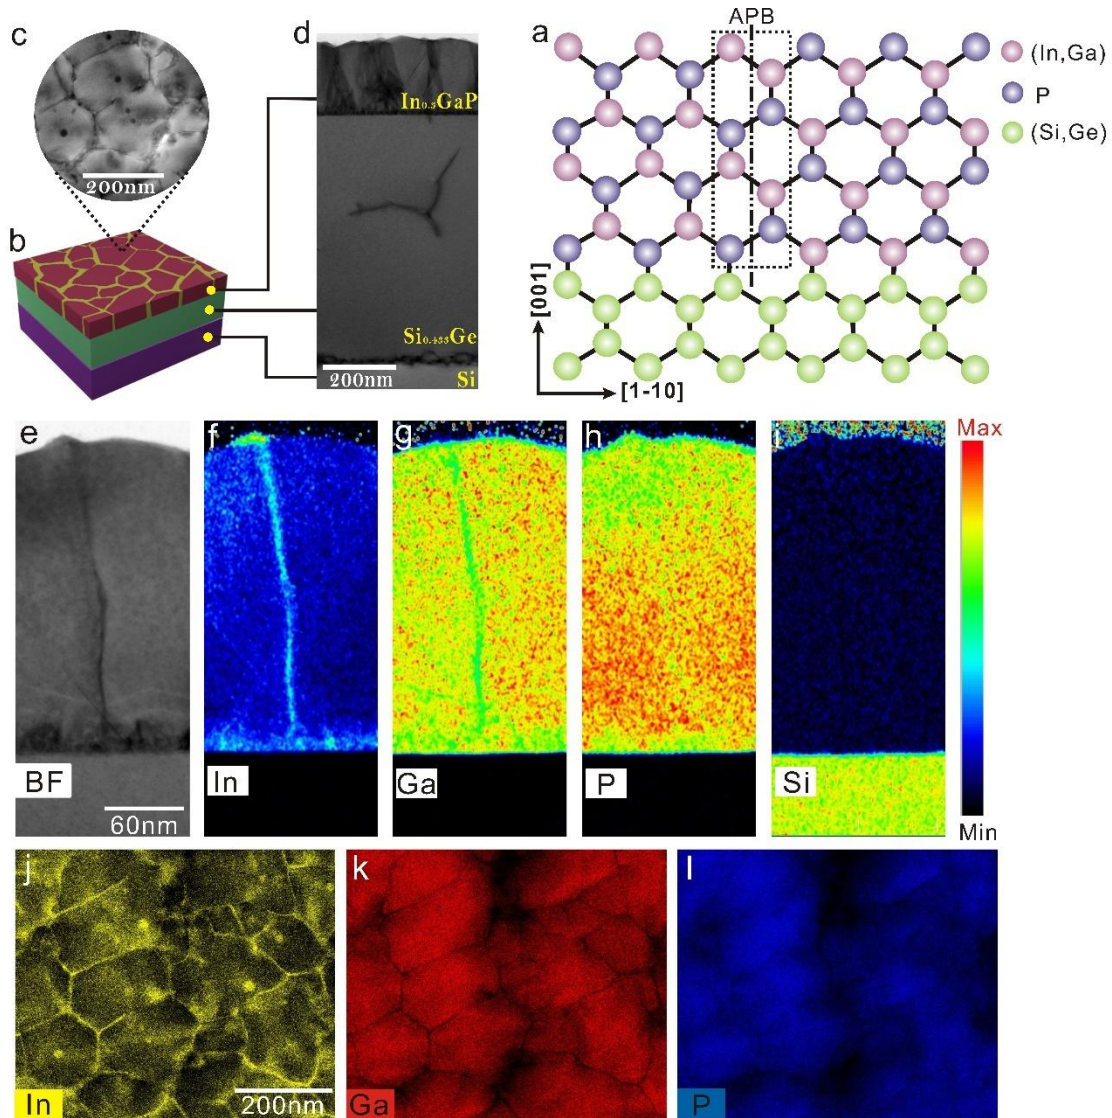 c
200nm
b
d
In₀.₅GaP
Si₀.₄₃₃Ge
200nm
Si
a
APB
(In,Ga)
P
(Si,Ge)
[001]
[1-10]
e
BF
60nm
f
In
g
Ga
h
P
i
Si
Max
Min
j
In
200nm
k
Ga
l
P